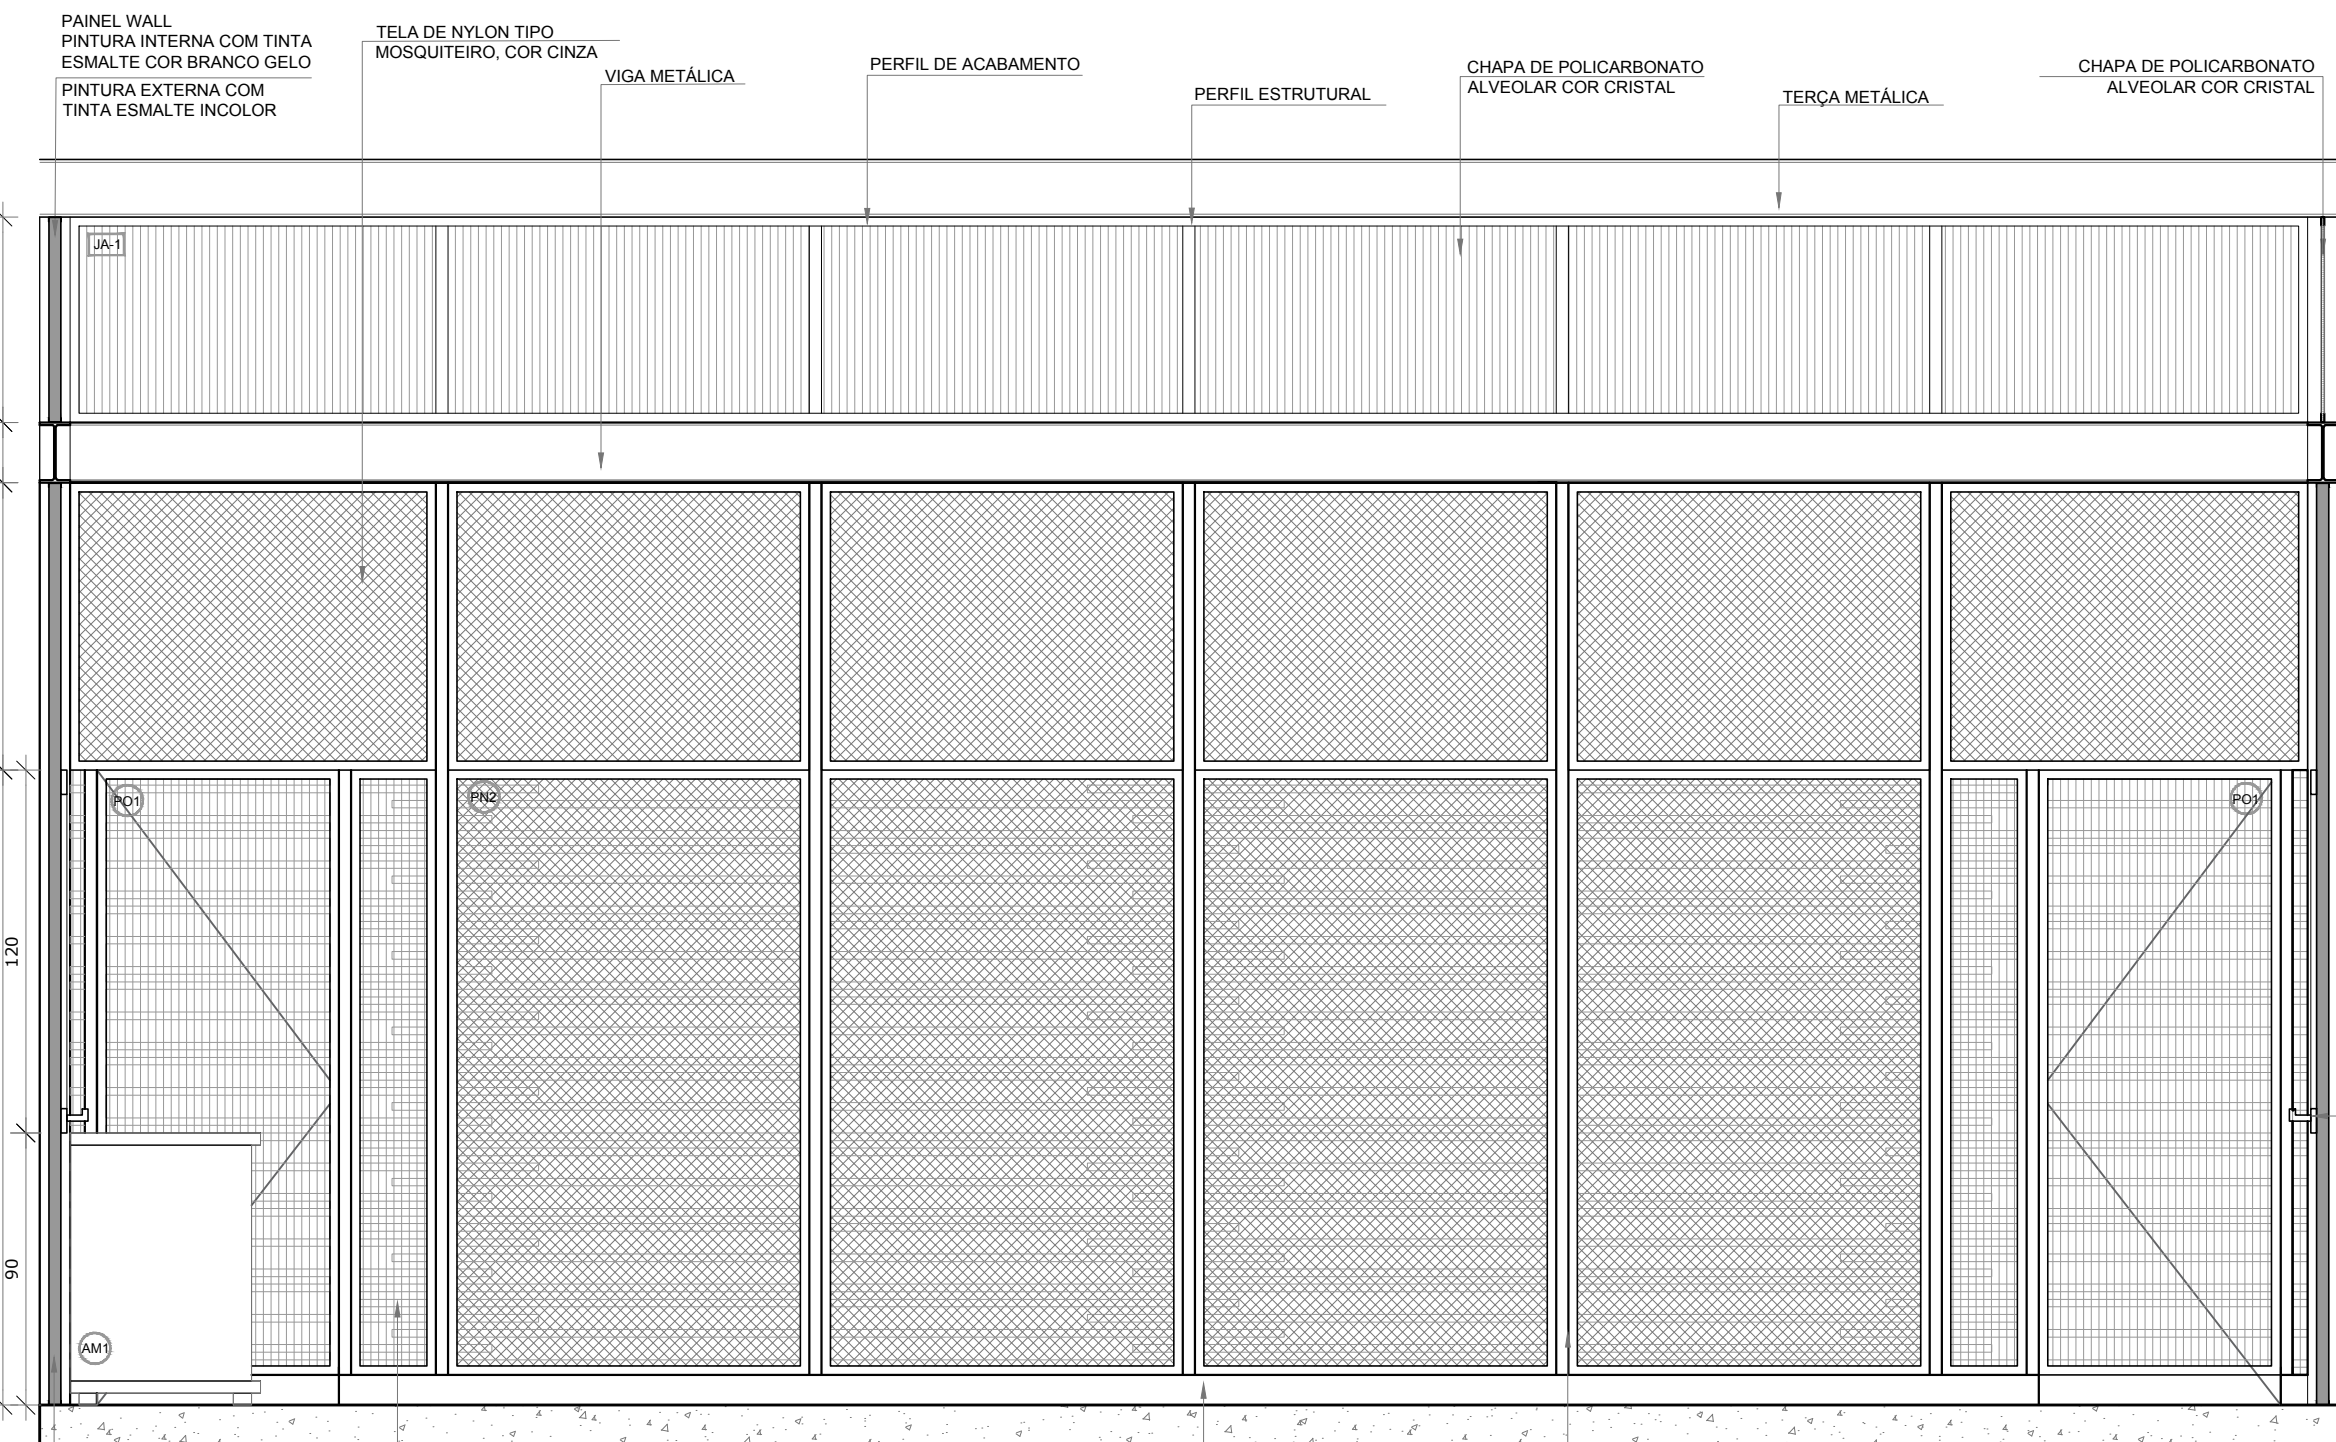 PAINEL WALL
PINTURA INTERNA COM TINTA
ESMALTE COR BRANCO GELO
PINTURA EXTERNA COM
TINTA ESMALTE INCOLOR
TELA DE NYLON TIPO
MOSQUITEIRO, COR CINZA
VIGA METÁLICA
PERFIL DE ACABAMENTO
PERFIL ESTRUTURAL
CHAPA DE POLICARBONATO
ALVEOLAR COR CRISTAL
TERÇA METÁLICA
CHAPA DE POLICARBONATO
ALVEOLAR COR CRISTAL
JA-1
PO1
PN2
PO1
120
90
AM1